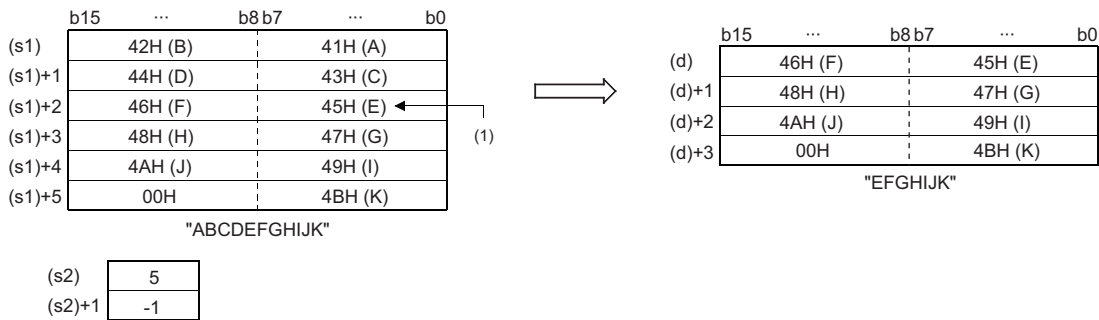 b15 ... b8 b7 ... b0
(s1) 42H (B) 41H (A)
(s1)+1 44H (D) 43H (C)
(s1)+2 46H (F) 45H (E)
(s1)+3 48H (H) 47H (G)
(s1)+4 4AH (J) 49H (I)
(s1)+5 00H 4BH (K)
"ABCDEFGHIJK"
(1)
(s2) 5
(s2)+1 -1
b15 ... b8 b7 ... b0
(d) 46H (F) 45H (E)
(d)+1 48H (H) 47H (G)
(d)+2 4AH (J) 49H (I)
(d)+3 00H 4BH (K)
"EFGHIJK"